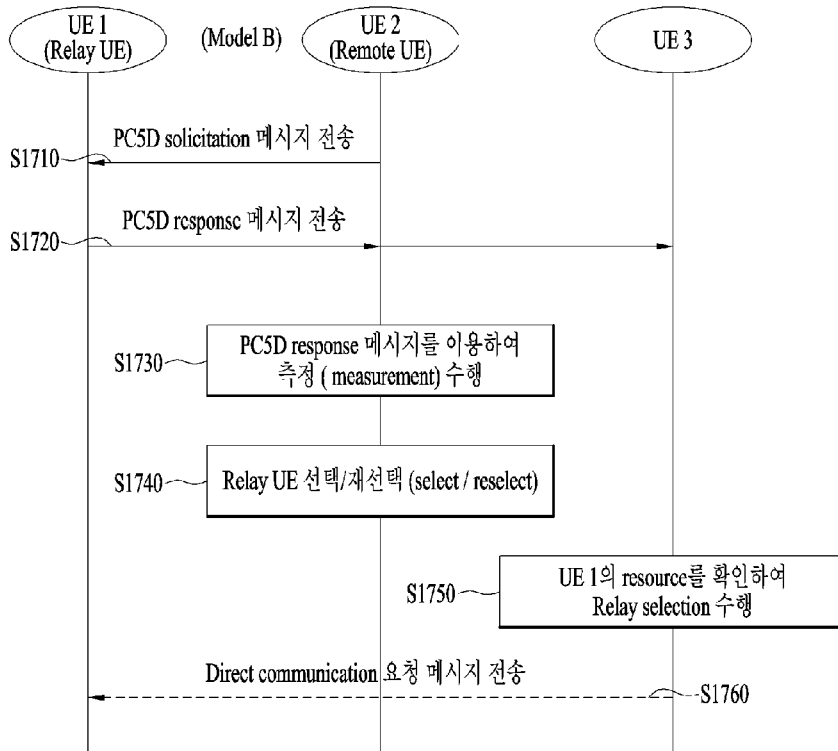 UE 1
(Relay UE)
(Model B)
UE 2
(Remote UE)
UE 3
PC5D solicitation 메시지 전송
S1710
PC5D response 메시지 전송
S1720
S1730
PC5D response 메시지를 이용하여
측정 ( measurement) 수행
S1740
Relay UE 선택/재선택 (select / reselect)
S1750
UE 1의 resource를 확인하여
Relay selection 수행
Direct communication 요청 메시지 전송
S1760